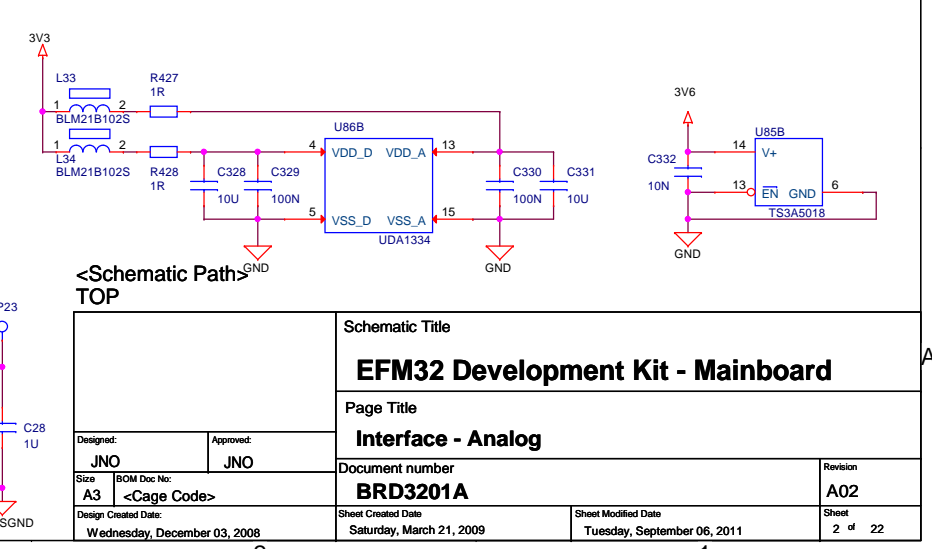 3V3
L33
R427
1R
1 2
BLM21B102S
1 2
L34
BLM21B102S
R428
1R
C328
10U
C329
100N
U86B
4 VDD_D VDD_A 13
5 VSS_D VSS_A 15
UDA1334
C330
100N
C331
10U
GND
GND
3V6
U85B
14 V+
C332
10N
13 EN GND 6
TS3A5018
GND
<Schematic Path>
TOP
P23
C28
1U
SGND
Schematic Title
EFM32 Development Kit - Mainboard
Page Title
Interface - Analog
Designed: Approved:
JNO JNO
Document number Revision
BRD3201A A02
Size BOM Doc No:
A3 <Cage Code>
Design Created Date: Sheet Created Date Sheet Modified Date Sheet
Wednesday, December 03, 2008 Saturday, March 21, 2009 Tuesday, September 06, 2011 2 of 22
A